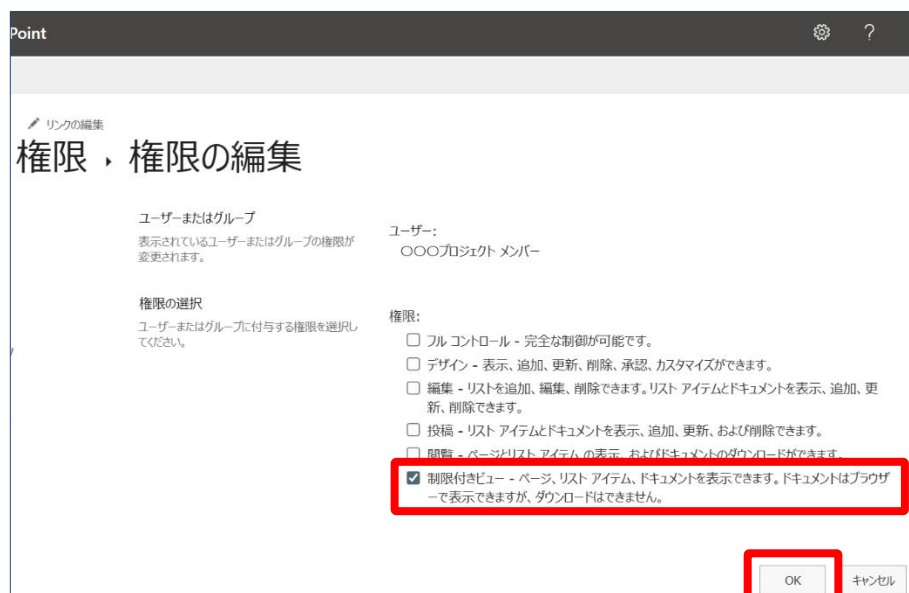 Point
?
リンクの編集
権限 ▸ 権限の編集
ユーザーまたはグループ
表示されているユーザーまたはグループの権限が
変更されます。
ユーザー:
〇〇〇プロジェクト メンバー
権限の選択
ユーザーまたはグループに付与する権限を選択し
てください。
権限:
フル コントロール - 完全な制御が可能です。
デザイン - 表示、追加、更新、削除、承認、カスタマイズができます。
編集 - リストを追加、編集、削除できます。リスト アイテムとドキュメントを表示、追加、更
新、削除できます。
投稿 - リスト アイテムとドキュメントを表示、追加、更新、および削除できます。
閲覧 - ページとリスト アイテム の表示、およびドキュメントのダウンロードができます。
制限付きビュー - ページ、リスト アイテム、ドキュメントを表示できます。ドキュメントはブラウザ
ーで表示できますが、ダウンロードはできません。
OK
キャンセル